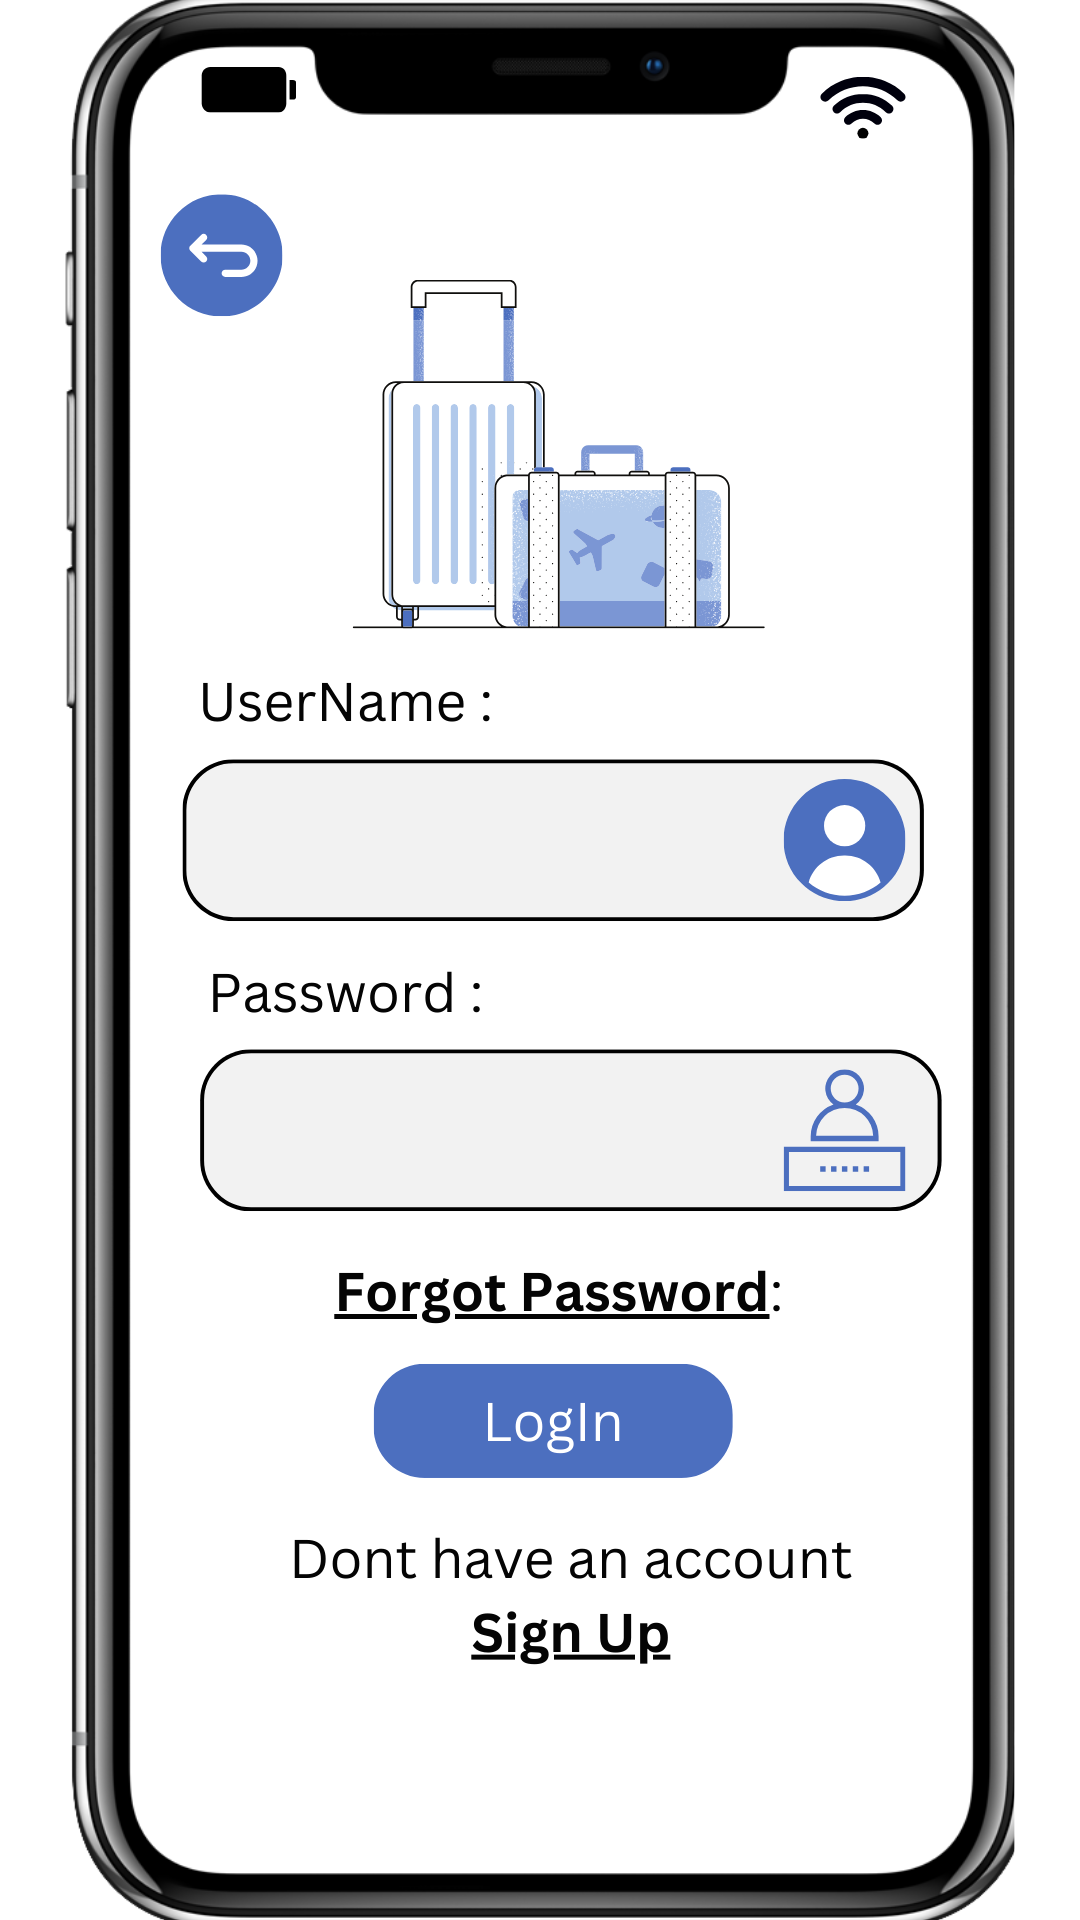 UserName :
Password :
Forgot Password:
LogIn
Dont have an account
Sign Up